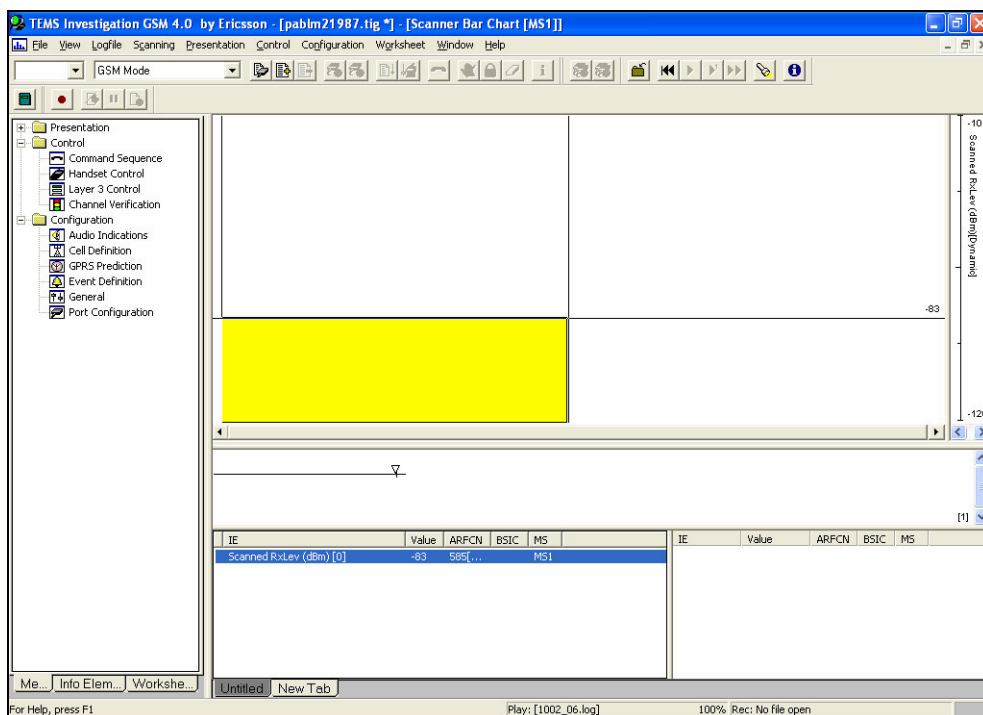 TEMS Investigation GSM 4.0 by Ericsson - [pablm21987.tig *] - [Scanner Bar Chart [MS1]]
File View Logfile Scanning Presentation Control Configuration Worksheet Window Help
GSM Mode
Presentation
Control
Command Sequence
Handset Control
Layer 3 Control
Channel Verification
Configuration
Audio Indications
Cell Definition
GPRS Prediction
Event Definition
General
Port Configuration
-10
Scanned RxLev (dBm)[Dynamic]
-83
-120
[1]
IE Value ARFCN BSIC MS
Scanned RxLev (dBm) [0] -83 585[... MS1
IE Value ARFCN BSIC MS
Me... Info Elem... Workshe...
Untitled New Tab
For Help, press F1 Play: [1002_06.log] 100% Rec: No file open